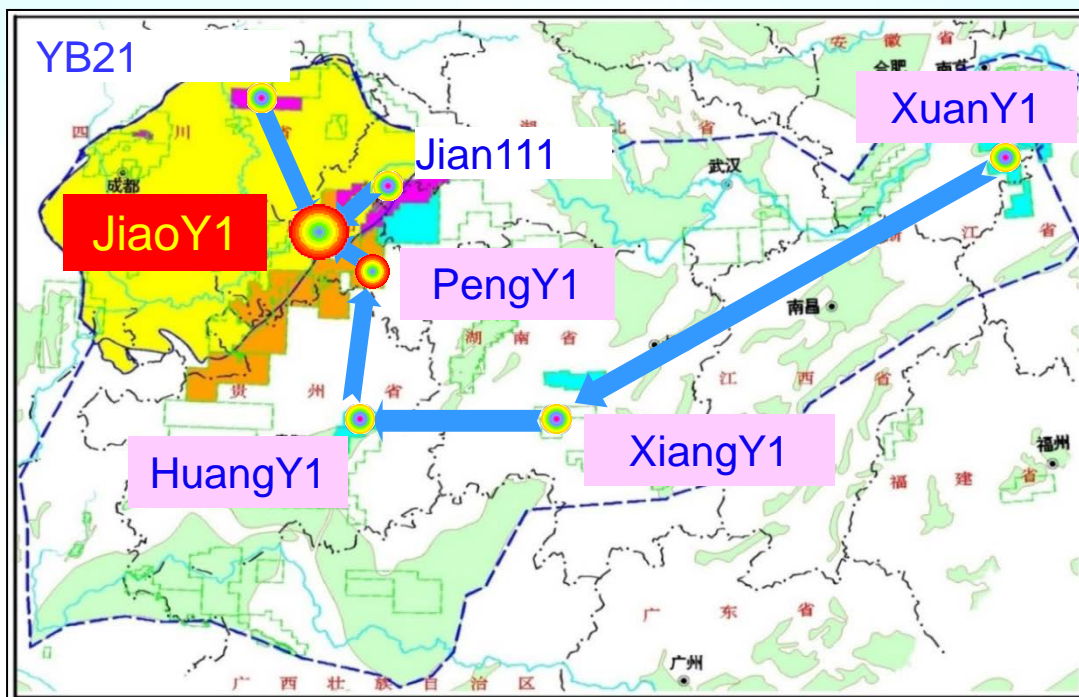 YB21
安徽省
合肥
XuanY1
四川省
湖北省
Jian111
武汉
成都
JiaoY1
浙江省
PengY1
南昌
湖南省
贵州省
江西省
HuangY1
XiangY1
福州
福建省
广东省
广州
广西壮族自治区